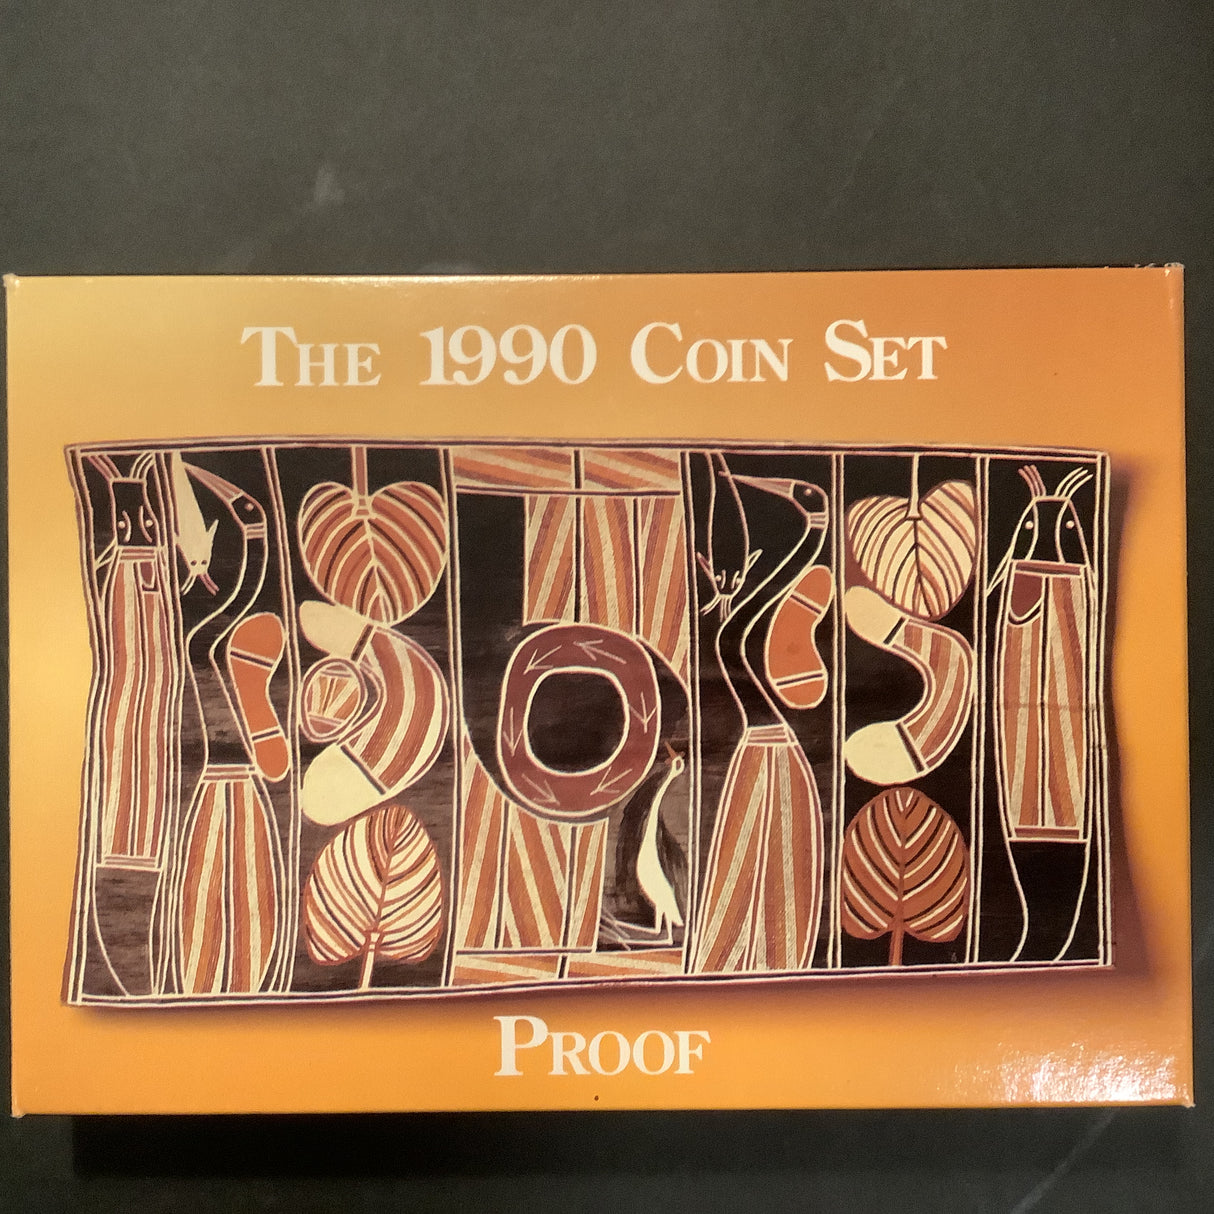 THE 1990 COIN SET
PROOF